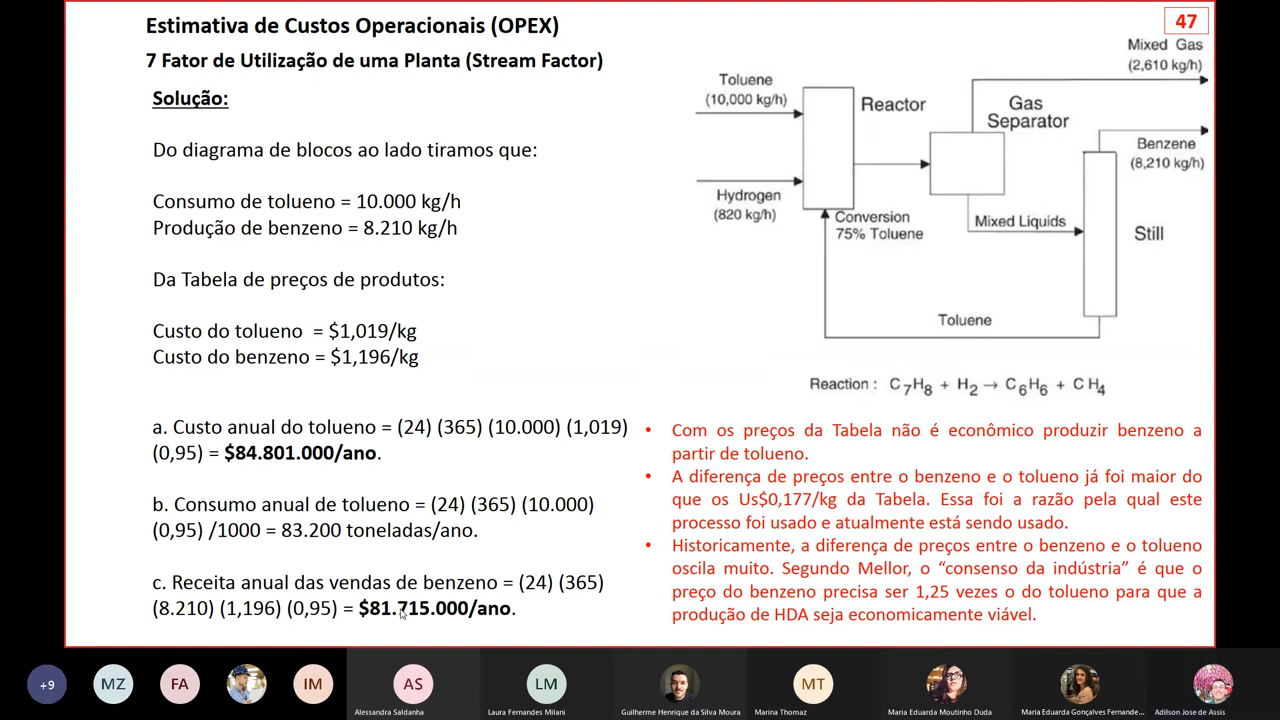 Estimativa de Custos Operacionais (OPEX)
47
7 Fator de Utilização de uma Planta (Stream Factor)
Solução:
Do diagrama de blocos ao lado tiramos que:
Consumo de tolueno = 10.000 kg/h
Produção de benzeno = 8.210 kg/h
Da Tabela de preços de produtos:
Custo do tolueno = $1,019/kg
Custo do benzeno = $1,196/kg
a. Custo anual do tolueno = (24) (365) (10.000) (1,019)
(0,95) = $84.801.000/ano.
b. Consumo anual de tolueno = (24) (365) (10.000)
(0,95) /1000 = 83.200 toneladas/ano.
c. Receita anual das vendas de benzeno = (24) (365)
(8.210) (1,196) (0,95) = $81.715.000/ano.
Mixed Gas
(2,610 kg/h)
Toluene
(10,000 kg/h)
Reactor
Gas
Separator
Benzene
(8,210 kg/h)
Hydrogen
(820 kg/h)
Conversion
75% Toluene
Mixed Liquids
Still
Toluene
Reaction : C7H8 + H2 → C6H6 + CH4
• Com os preços da Tabela não é econômico produzir benzeno a
partir de tolueno.
• A diferença de preços entre o benzeno e o tolueno já foi maior do
que os Us$0,177/kg da Tabela. Essa foi a razão pela qual este
processo foi usado e atualmente está sendo usado.
• Historicamente, a diferença de preços entre o benzeno e o tolueno
oscila muito. Segundo Mellor, o “consenso da indústria” é que o
preço do benzeno precisa ser 1,25 vezes o do tolueno para que a
produção de HDA seja economicamente viável.
+9
MZ
FA
IM
AS
LM
MT
Alessandra Saldanha
Laura Fernandes Milani
Guilherme Henrique da Silva Moura
Marina Thomaz
Maria Eduarda Moutinho Duda
Maria Eduarda Gonçalves Fernande...
Adilson Jose de Assis